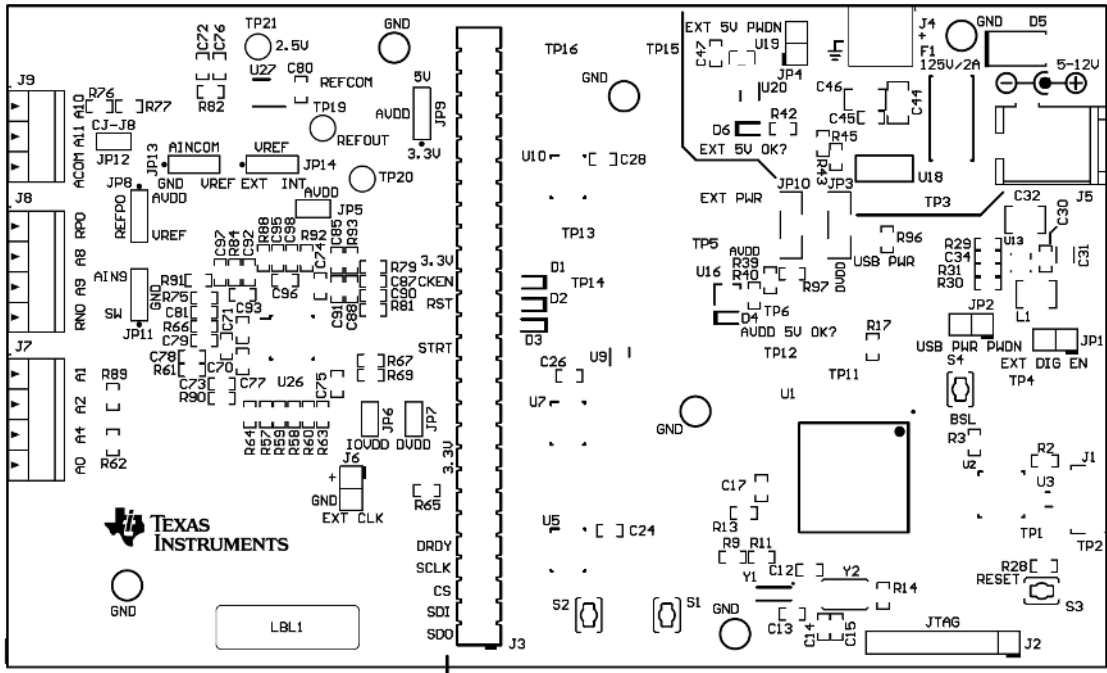 J9
R76
A10
R77
A11
CJ-J8
JP12
ACOM
C72
C76
TP21
2.5V
U27
R82
C80
REFCOM
TP19
REFOUT
GND
5V
AVDD
JP9
3.3V
JP13
AINCOM
GND VREF
VREF
EXT INT
JP14
TP20
J8
JP8
AVDD
REFP0
VREF
AVDD
JP5
RP0
A8
A9
RN0
AIN9
GND
SW
JP11
C97
R84
C92
R88
C95
C98
R92
C74
C85
R93
R79
C87
C90
R81
C91
C88
R91
R75
C81
R66
C79
C93
C96
C71
C78
R61
C70
C73
R90
C77
U26
C75
R67
R69
3.3V
CKEN
RST
STRT
J7
A1
A2
A4
A0
R89
R62
R64
R57
R59
R58
R60
R63
JP6
IOVDD
JP7
DVDD
J6
+
GND
EXT CLK
3.3V
R65
TEXAS
INSTRUMENTS
DRDY
SCLK
CS
SDI
SDO
GND
LBL1
J3
TP16
TP15
GND
U10
C28
TP13
D1
TP14
D2
D3
C26
U9
U7
GND
U5
C24
S2
S1
EXT 5V PWDN
C47
U19
JP4
U20
D6
R42
EXT 5V OK?
C46
C45
C44
R45
R43
U18
J4
+
F1
125V/2A
GND
D5
5-12V
J5
TP3
EXT PWR
JP10
JP3
USB PWR
R96
TP5
AVDD
R39
R40
U16
R97
DVDD
TP6
D4
AVDD 5V OK?
TP12
R17
TP11
C32
C30
C31
R29
C34
R31
R30
U13
L1
JP2
USB PWR PWDN
JP1
EXT DIG EN
TP4
S4
BSL
U1
R3
U2
R2
J1
U3
TP1
TP2
C17
R13
R9
R11
C12
Y1
Y2
R14
C13
C14
C15
GND
R28
RESET
S3
JTAG
J2